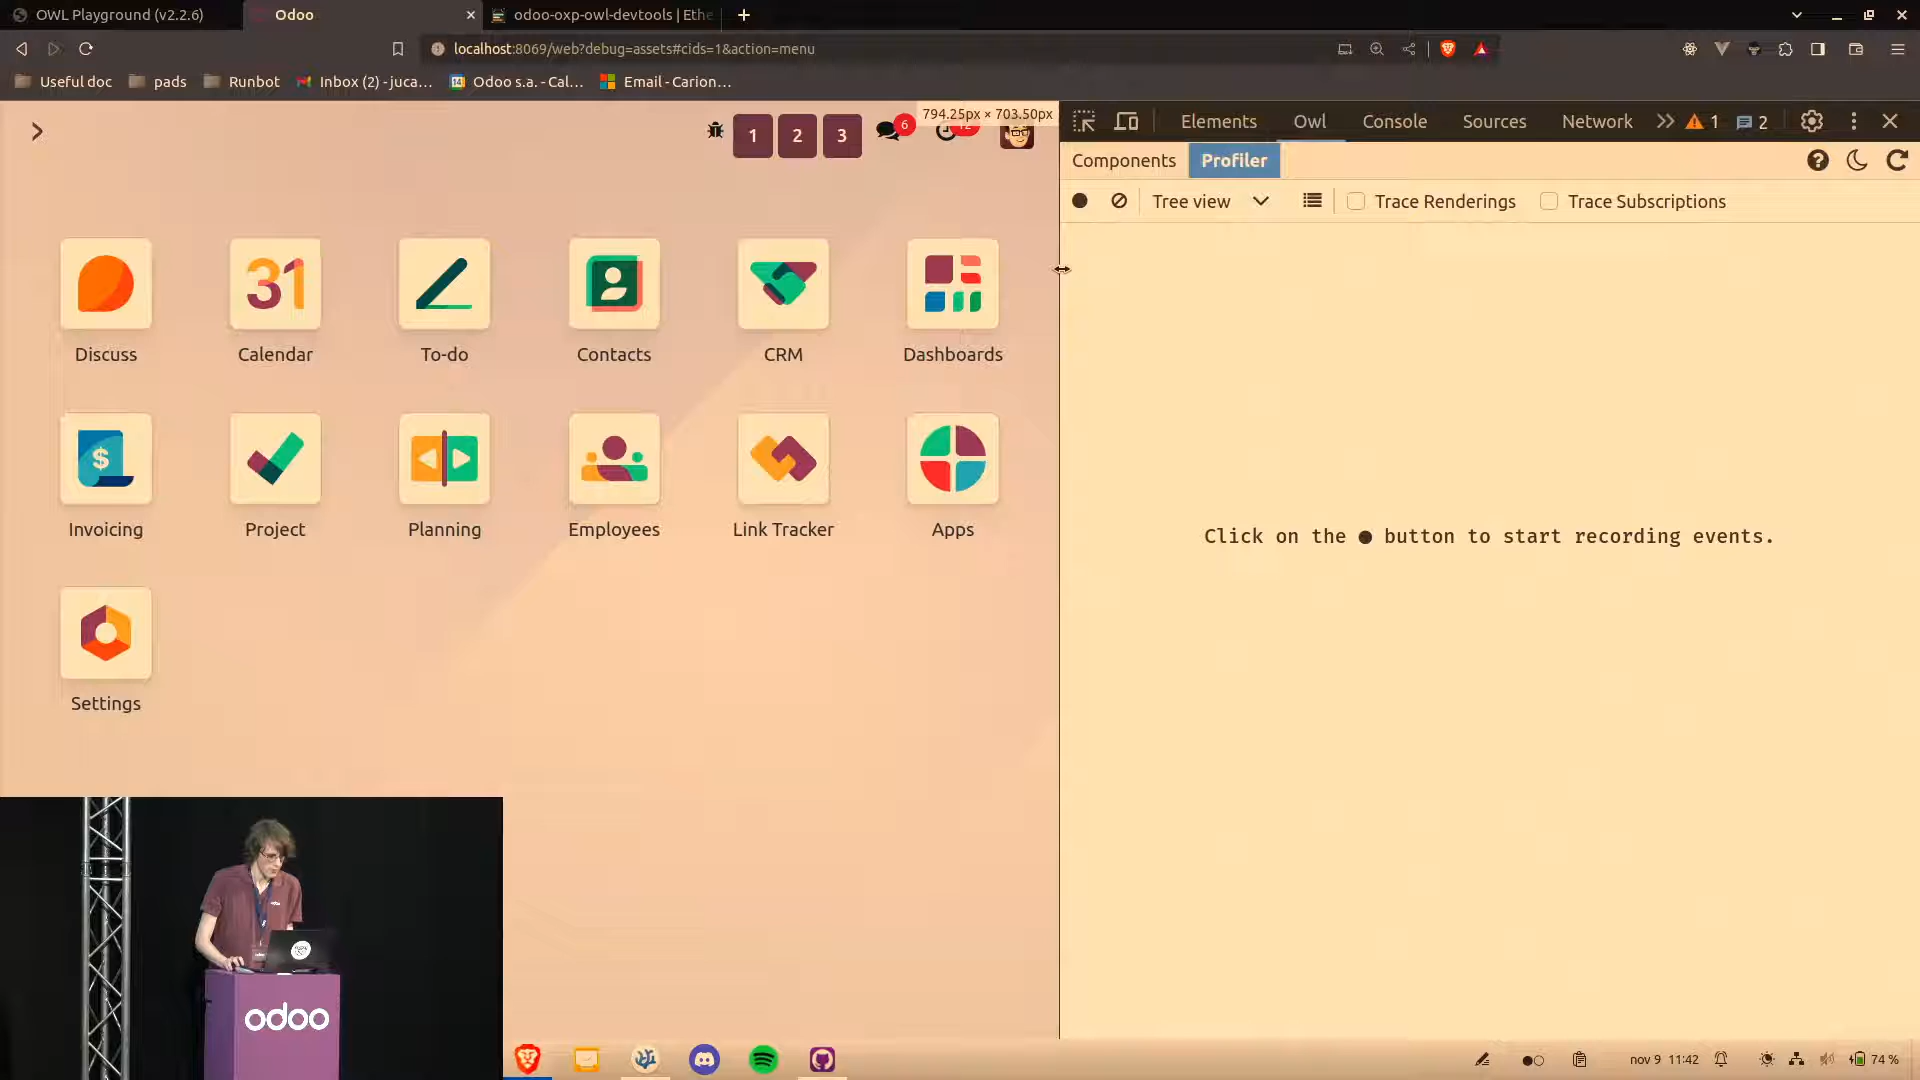 OWL Playground (v2.2.6)
Odoo
odoo-oxp-owl-devtools | Ethe
localhost:8069/web?debug=assets#cids=1&action=menu
Useful doc
pads
Runbot
Inbox (2) - juca...
Odoo s.a. - Cal...
Email - Carion...
794.25px × 703.50px
1
2
3
6
Elements
Owl
Console
Sources
Network
1
2
Components
Profiler
Tree view
Trace Renderings
Trace Subscriptions
31
Discuss
Calendar
To-do
Contacts
CRM
Dashboards
$
Invoicing
Project
Planning
Employees
Link Tracker
Apps
Click on the ● button to start recording events.
Settings
odoo
nov 9 11:42
74 %